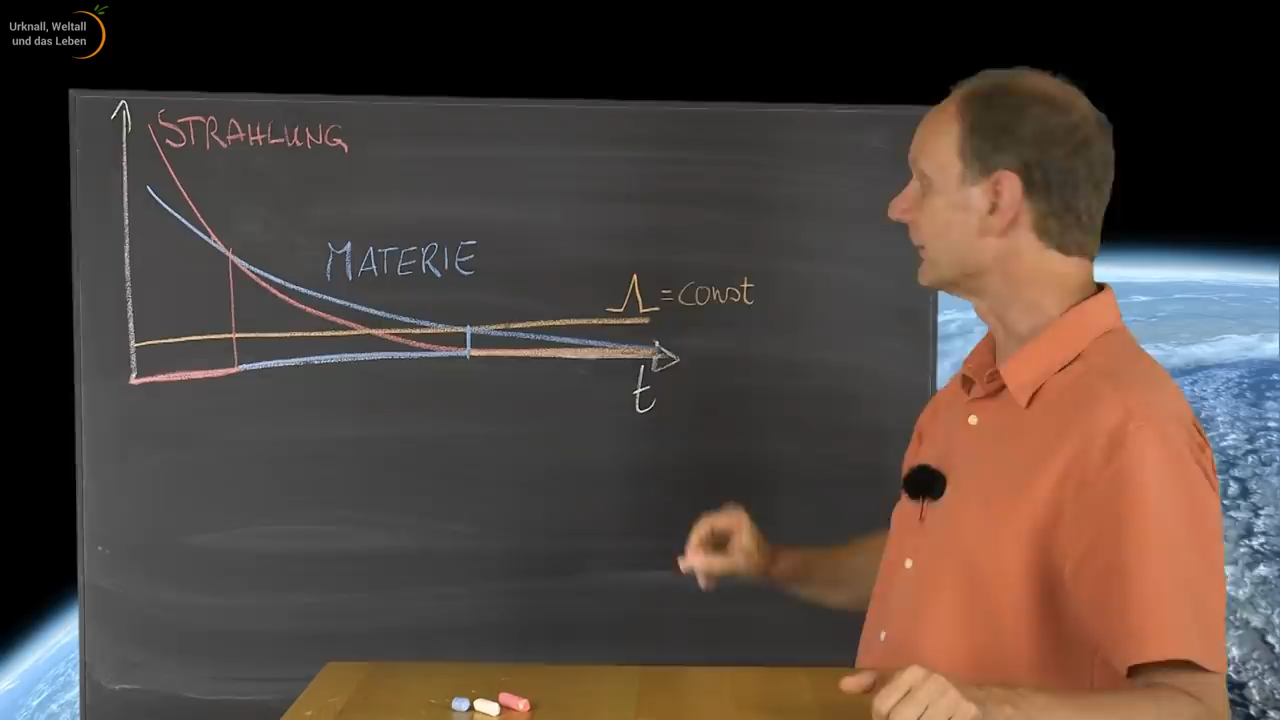 Urknall, Weltall
und das Leben
STRAHLUNG
MATERIE
Λ = const
t